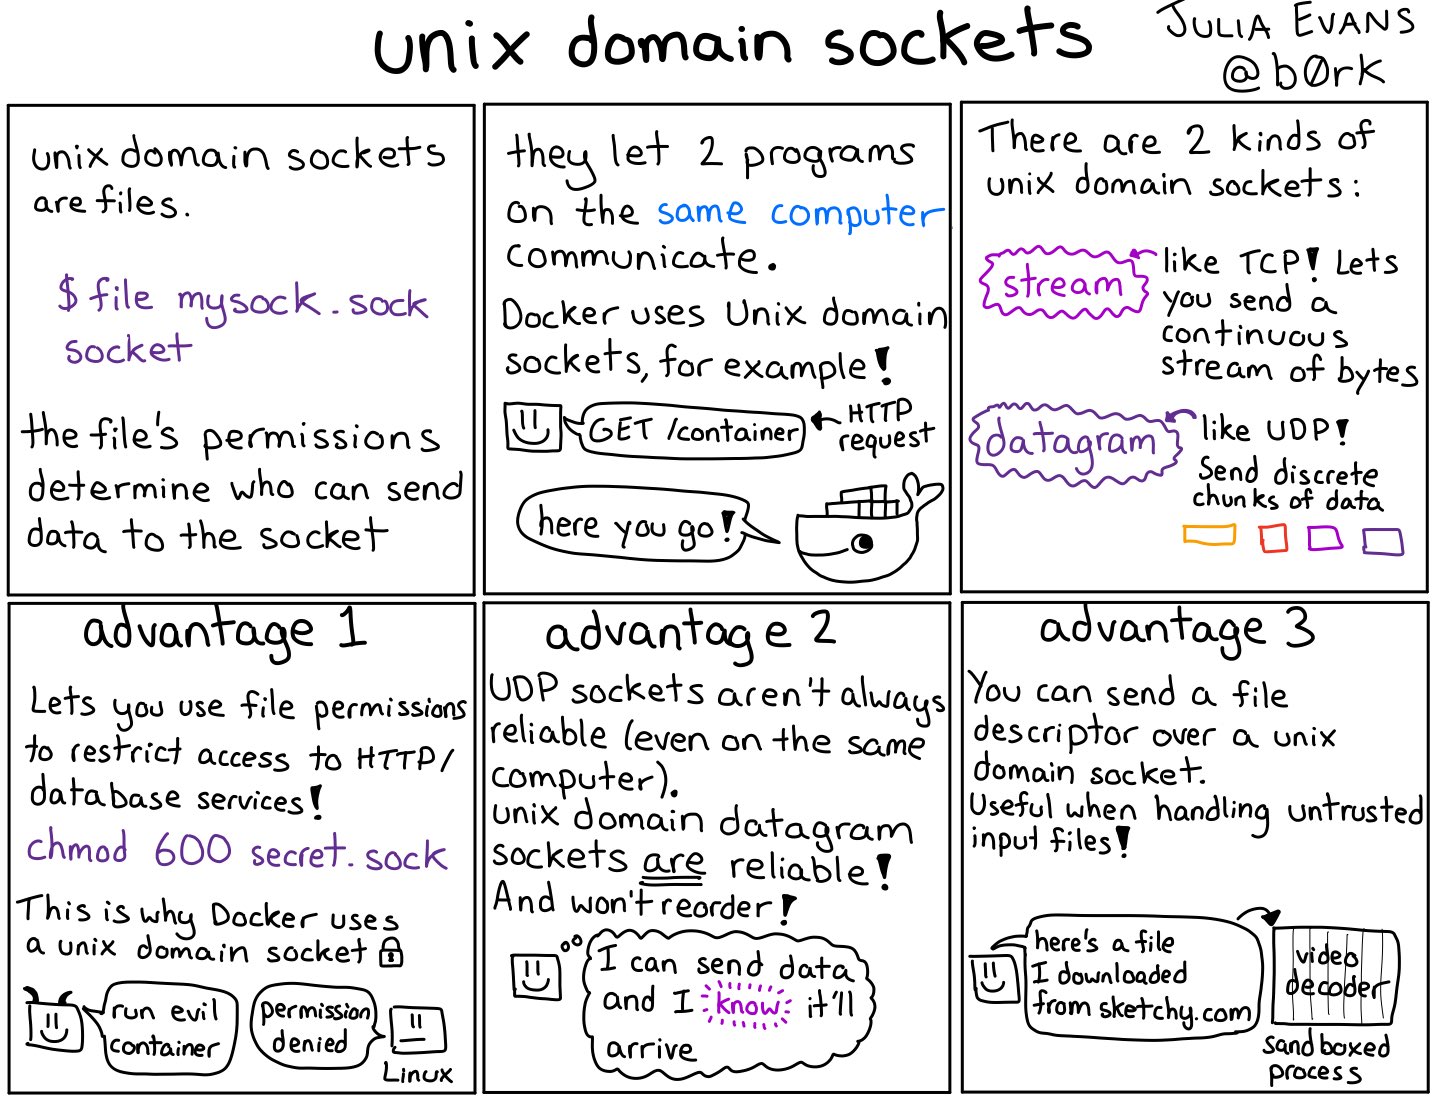 unix domain sockets
JULIA EVANS
@b0rk
unix domain sockets
are files.
$ file mysock.sock
socket
the file's permissions
determine who can send
data to the socket
they let 2 programs
on the same computer
communicate.
Docker uses Unix domain
sockets, for example!
GET /container
HTTP
request
here you go!
There are 2 kinds of
unix domain sockets:
stream
like TCP! Lets
you send a
continuous
stream of bytes
datagram
like UDP!
Send discrete
chunks of data
advantage 1
Lets you use file permissions
to restrict access to HTTP/
database services!
chmod 600 secret.sock
This is why Docker uses
a unix domain socket
run evil
container
permission
denied
Linux
advantage 2
UDP sockets aren't always
reliable (even on the same
computer).
unix domain datagram
sockets are reliable!
And won't reorder!
I can send data
and I know it'll
arrive
advantage 3
You can send a file
descriptor over a unix
domain socket.
Useful when handling untrusted
input files!
here's a file
I downloaded
from sketchy.com
video
decoder
sandboxed
process